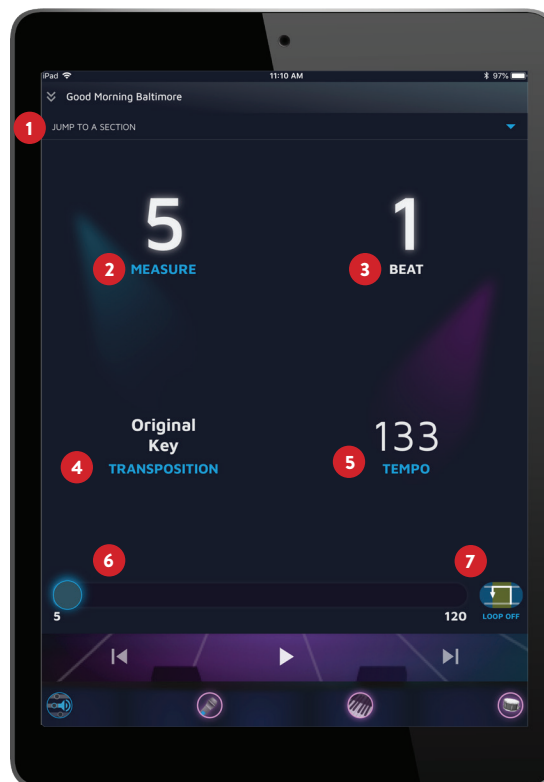 iPad 11:10 AM 97%
Good Morning Baltimore
1 JUMP TO A SECTION
5 1
2 MEASURE 3 BEAT
Original
Key 133
4 TRANSPOSITION 5 TEMPO
6 7
5 120 LOOP OFF